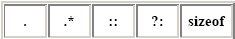 . .* :: ?: sizeof